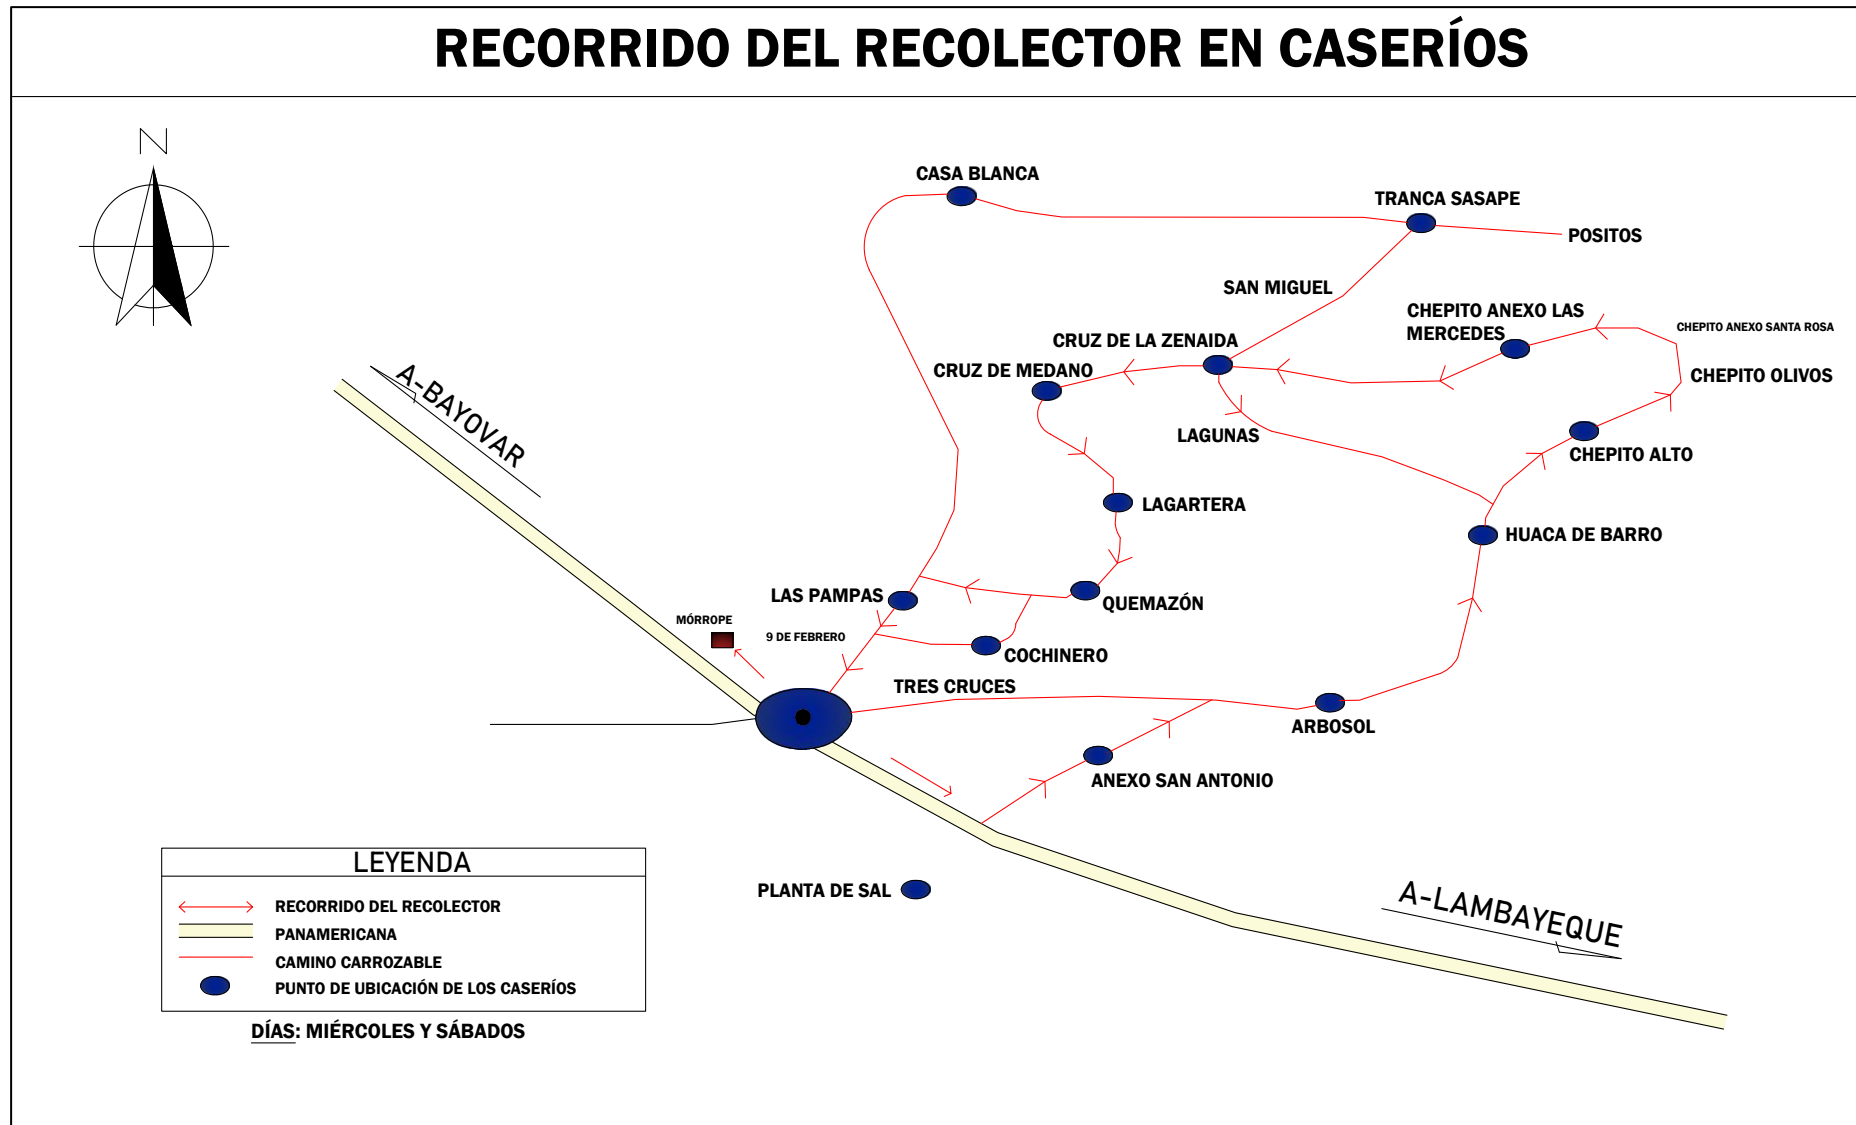 RECORRIDO DEL RECOLECTOR EN CASERÍOS
N
CASA BLANCA
TRANCA SASAPE
POSITOS
SAN MIGUEL
CHEPITO ANEXO LAS
MERCEDES
CHEPITO ANEXO SANTA ROSA
CRUZ DE LA ZENAIDA
CRUZ DE MEDANO
CHEPITO OLIVOS
A-BAYOVAR
LAGUNAS
CHEPITO ALTO
LAGARTERA
HUACA DE BARRO
LAS PAMPAS
QUEMAZÓN
MÓRROPE
9 DE FEBRERO
COCHINERO
TRES CRUCES
ARBOSOL
ANEXO SAN ANTONIO
PLANTA DE SAL
A-LAMBAYEQUE
LEYENDA
RECORRIDO DEL RECOLECTOR
PANAMERICANA
CAMINO CARROZABLE
PUNTO DE UBICACIÓN DE LOS CASERÍOS
DÍAS: MIÉRCOLES Y SÁBADOS